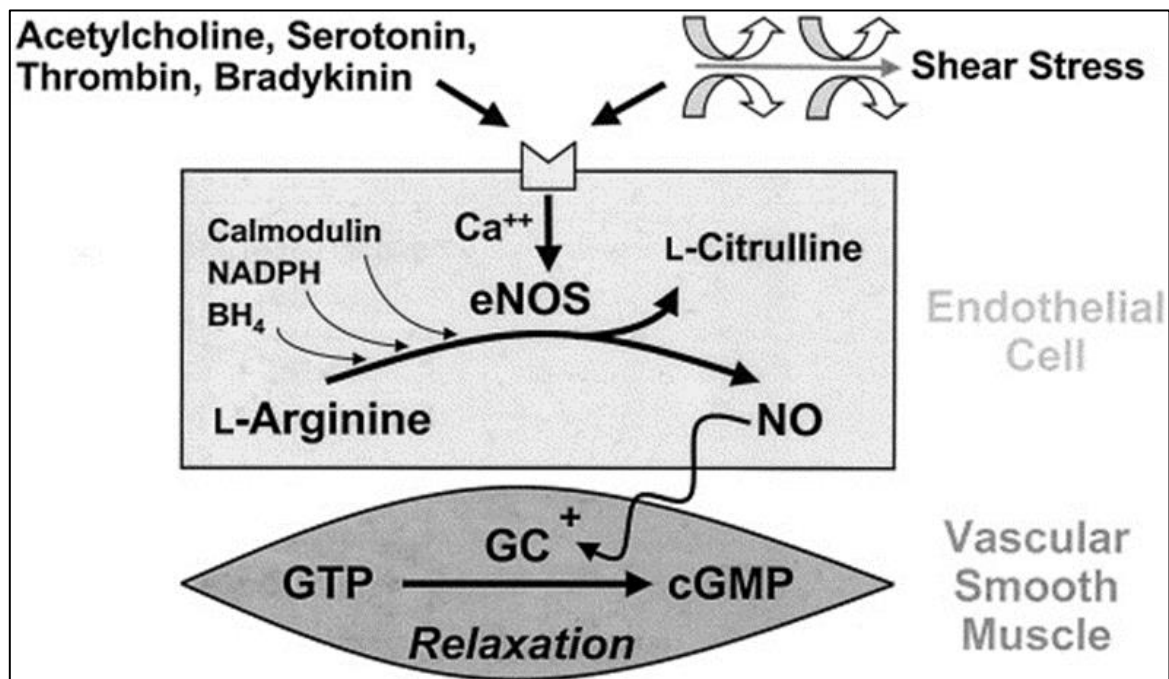 Acetylcholine, Serotonin,
Thrombin, Bradykinin
Shear Stress
Ca++
Calmodulin
NADPH
BH4
eNOS
L-Citrulline
L-Arginine
NO
Endothelial
Cell
GC +
GTP
cGMP
Relaxation
Vascular
Smooth
Muscle